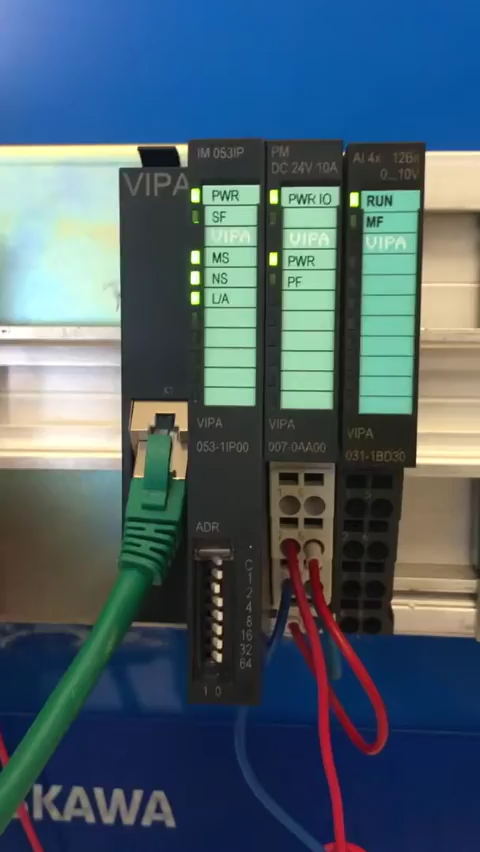 VIPA
IM 053IP
PWR
SF
VIPA
MS
NS
L/A
VIPA
053-1IP00
ADR
1
2
4
8
16
32
64
1 0
PM
DC 24V 10A
PWR IO
VIPA
PWR
PF
VIPA
007-0AA00
AI 4x 12Bit
0...10V
RUN
MF
VIPA
VIPA
031-1BD30
KAWA